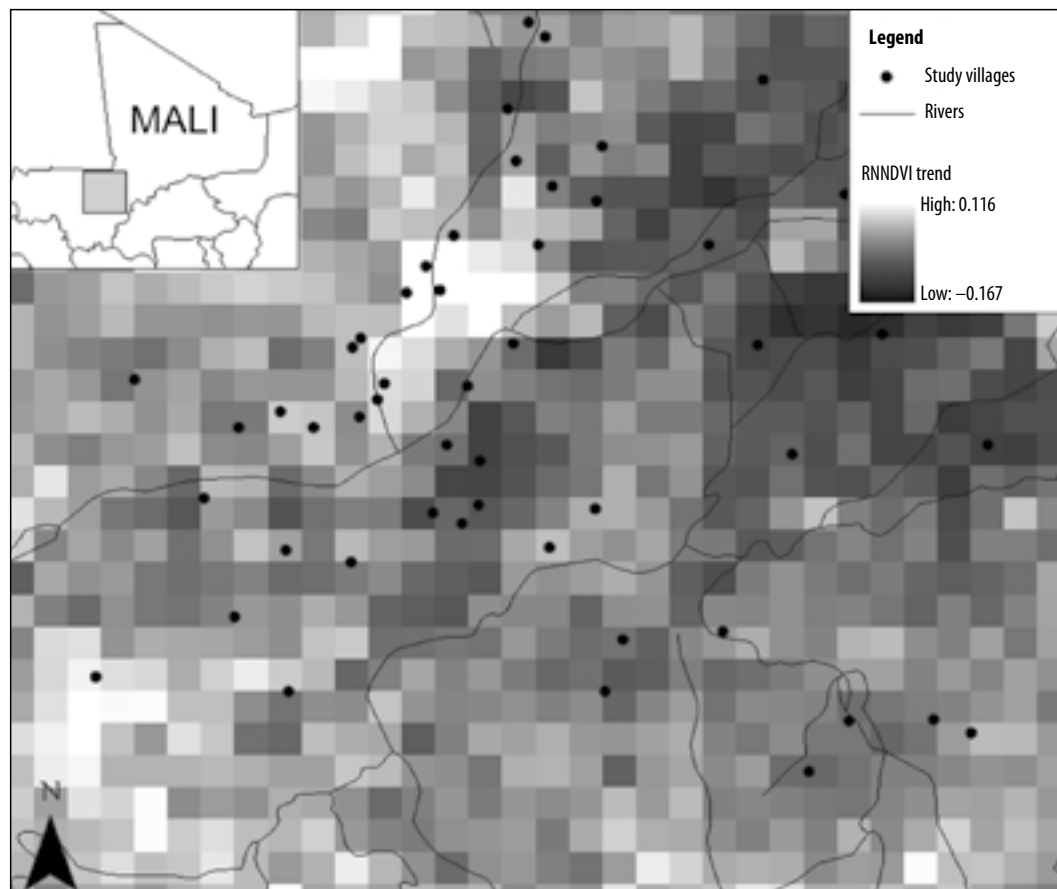 MALI
Legend
Study villages
Rivers
RNNDVI trend
High: 0.116
Low: –0.167
N